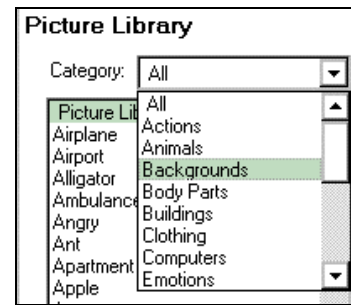 Picture Library
Category: All
Picture Lib
Airplane
Airport
Alligator
Ambulance
Angry
Ant
Apartment
Apple
All
Actions
Animals
Backgrounds
Body Parts
Buildings
Clothing
Computers
Emotions